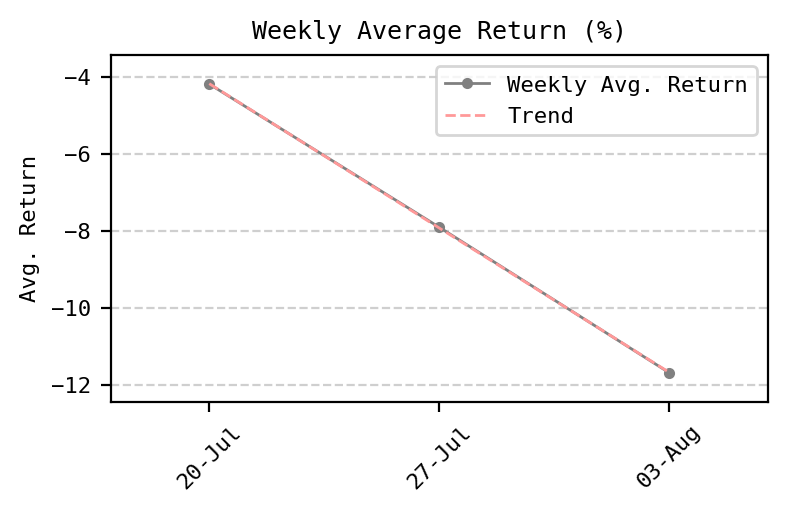 Weekly Average Return (%)
Weekly Avg. Return
Trend
Avg. Return
−4
−6
−8
−10
−12
20-Jul
27-Jul
03-Aug